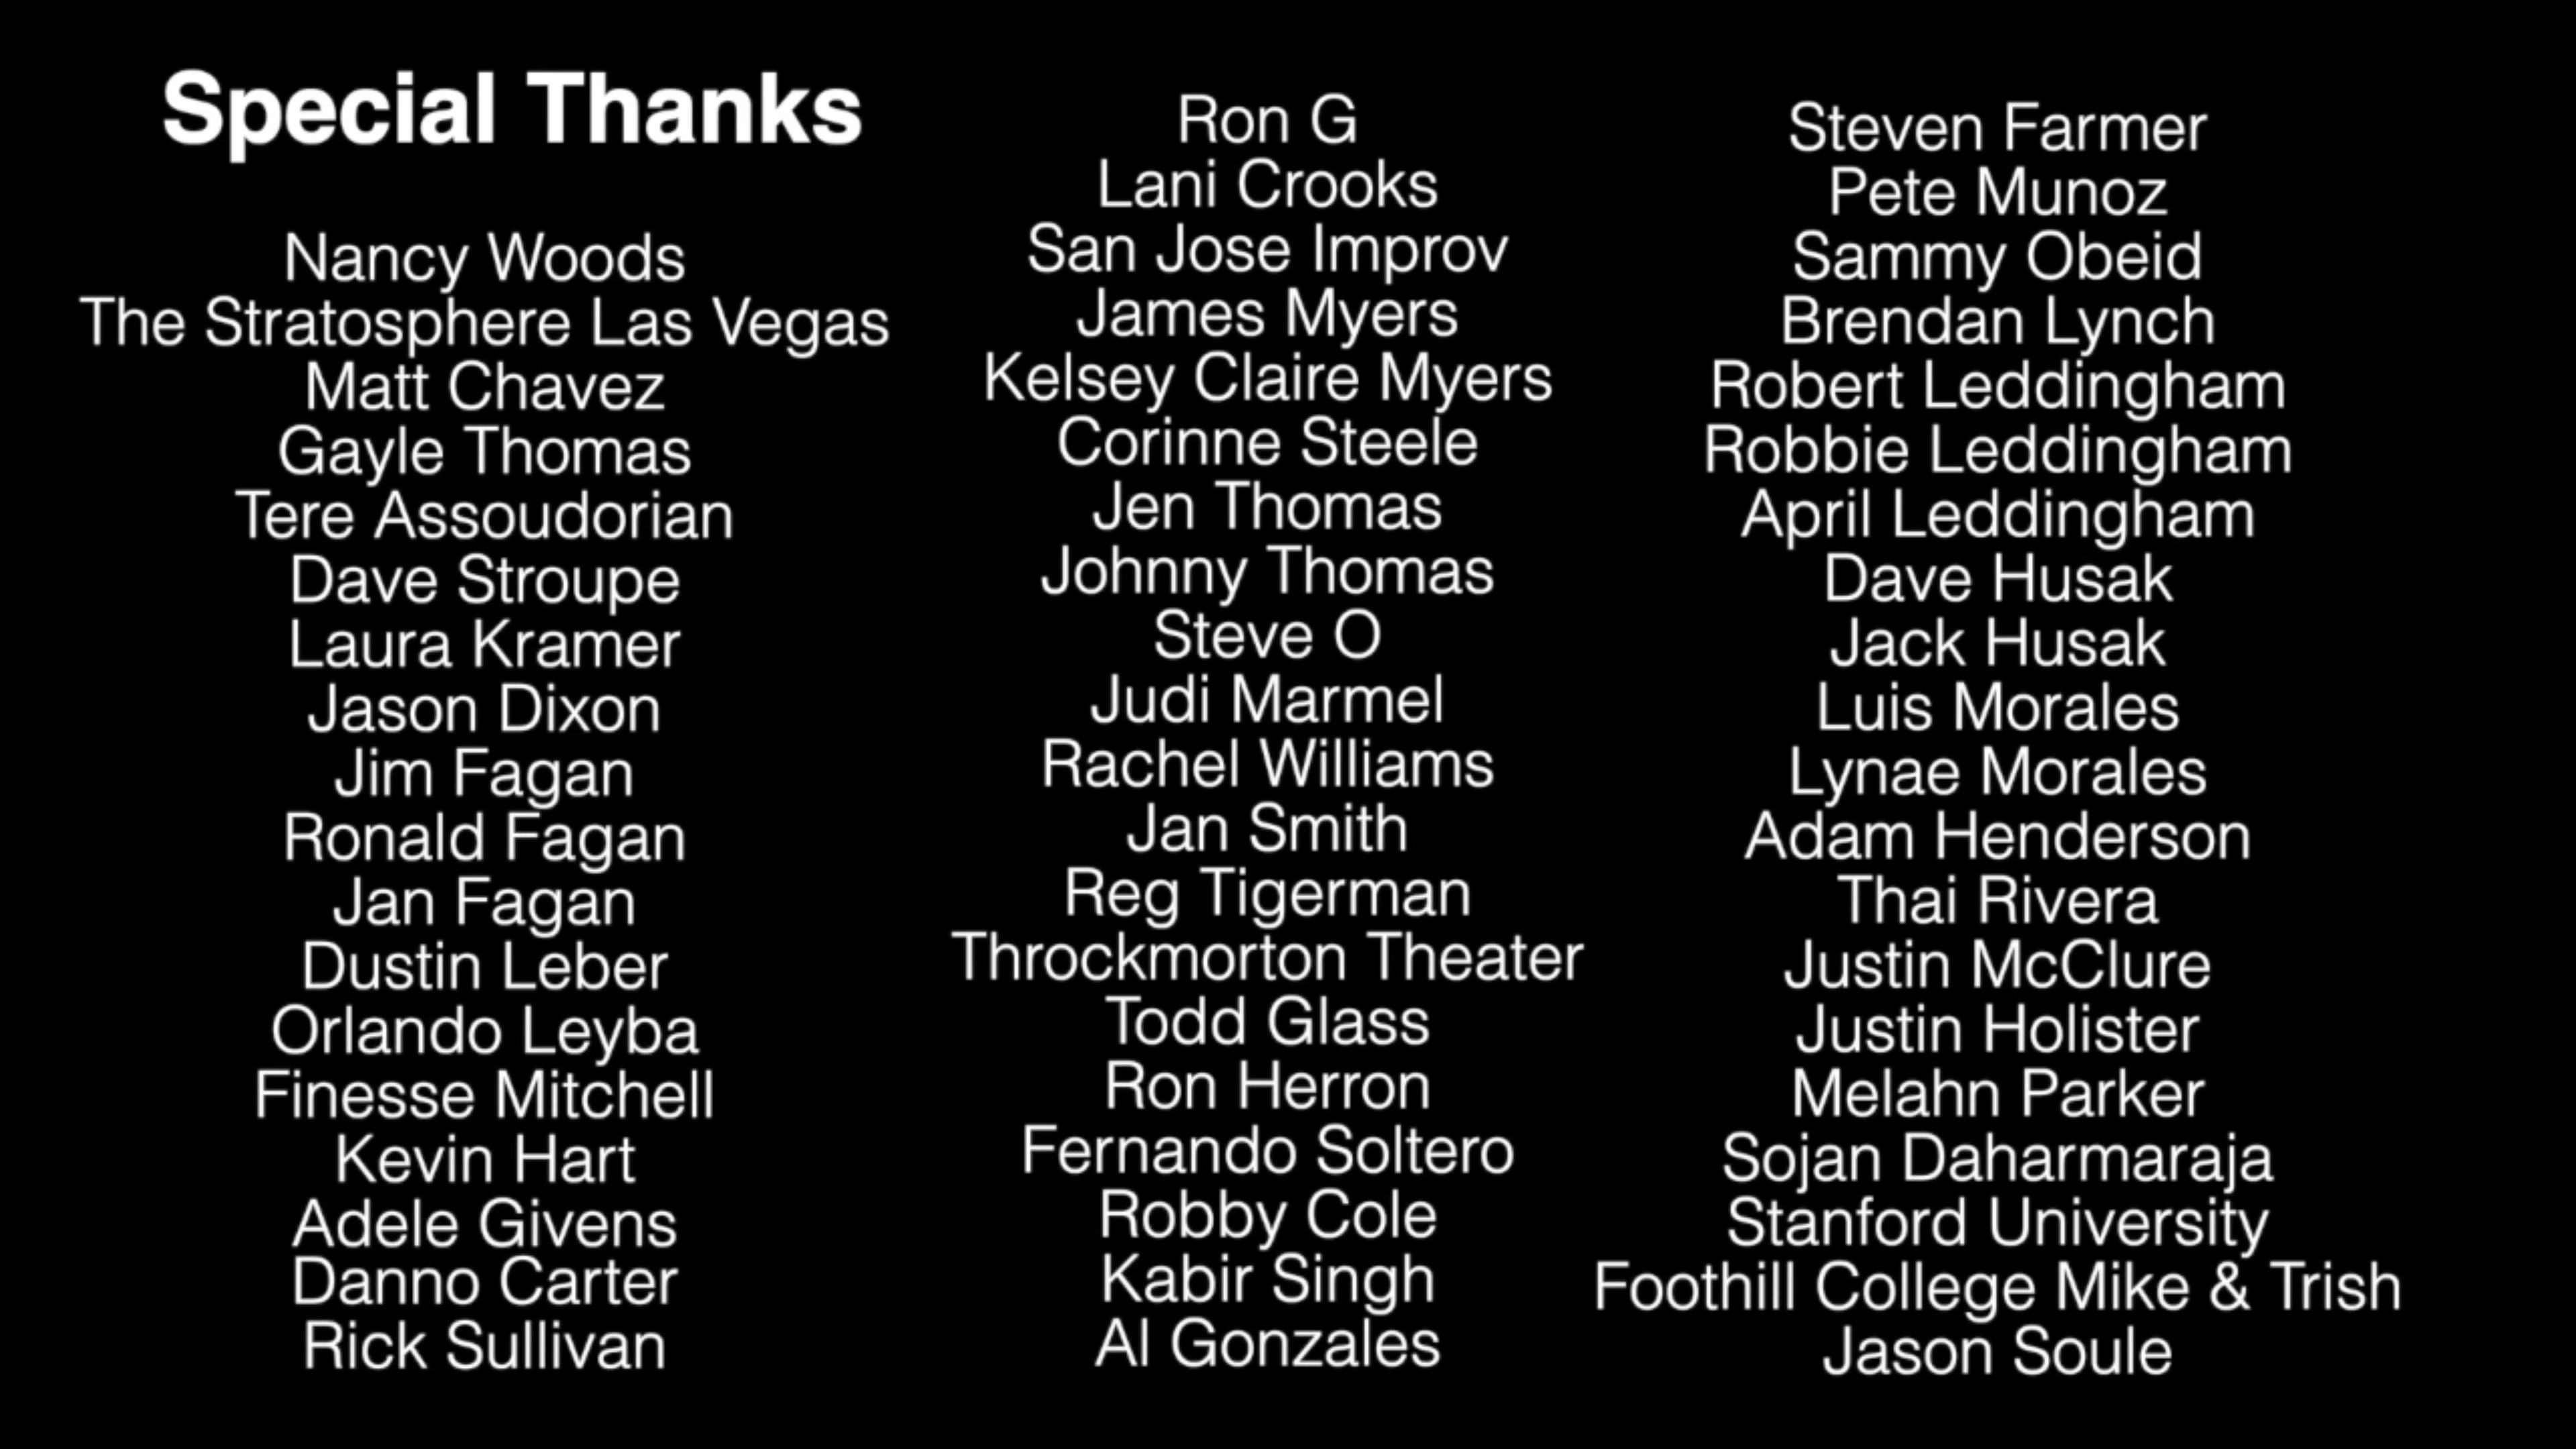 Special Thanks
Nancy Woods
The Stratosphere Las Vegas
Matt Chavez
Gayle Thomas
Tere Assoudorian
Dave Stroupe
Laura Kramer
Jason Dixon
Jim Fagan
Ronald Fagan
Jan Fagan
Dustin Leber
Orlando Leyba
Finesse Mitchell
Kevin Hart
Adele Givens
Danno Carter
Rick Sullivan
Ron G
Lani Crooks
San Jose Improv
James Myers
Kelsey Claire Myers
Corinne Steele
Jen Thomas
Johnny Thomas
Steve O
Judi Marmel
Rachel Williams
Jan Smith
Reg Tigerman
Throckmorton Theater
Todd Glass
Ron Herron
Fernando Soltero
Robby Cole
Kabir Singh
Al Gonzales
Steven Farmer
Pete Munoz
Sammy Obeid
Brendan Lynch
Robert Leddingham
Robbie Leddingham
April Leddingham
Dave Husak
Jack Husak
Luis Morales
Lynae Morales
Adam Henderson
Thai Rivera
Justin McClure
Justin Holister
Melahn Parker
Sojan Daharmaraja
Stanford University
Foothill College Mike & Trish
Jason Soule